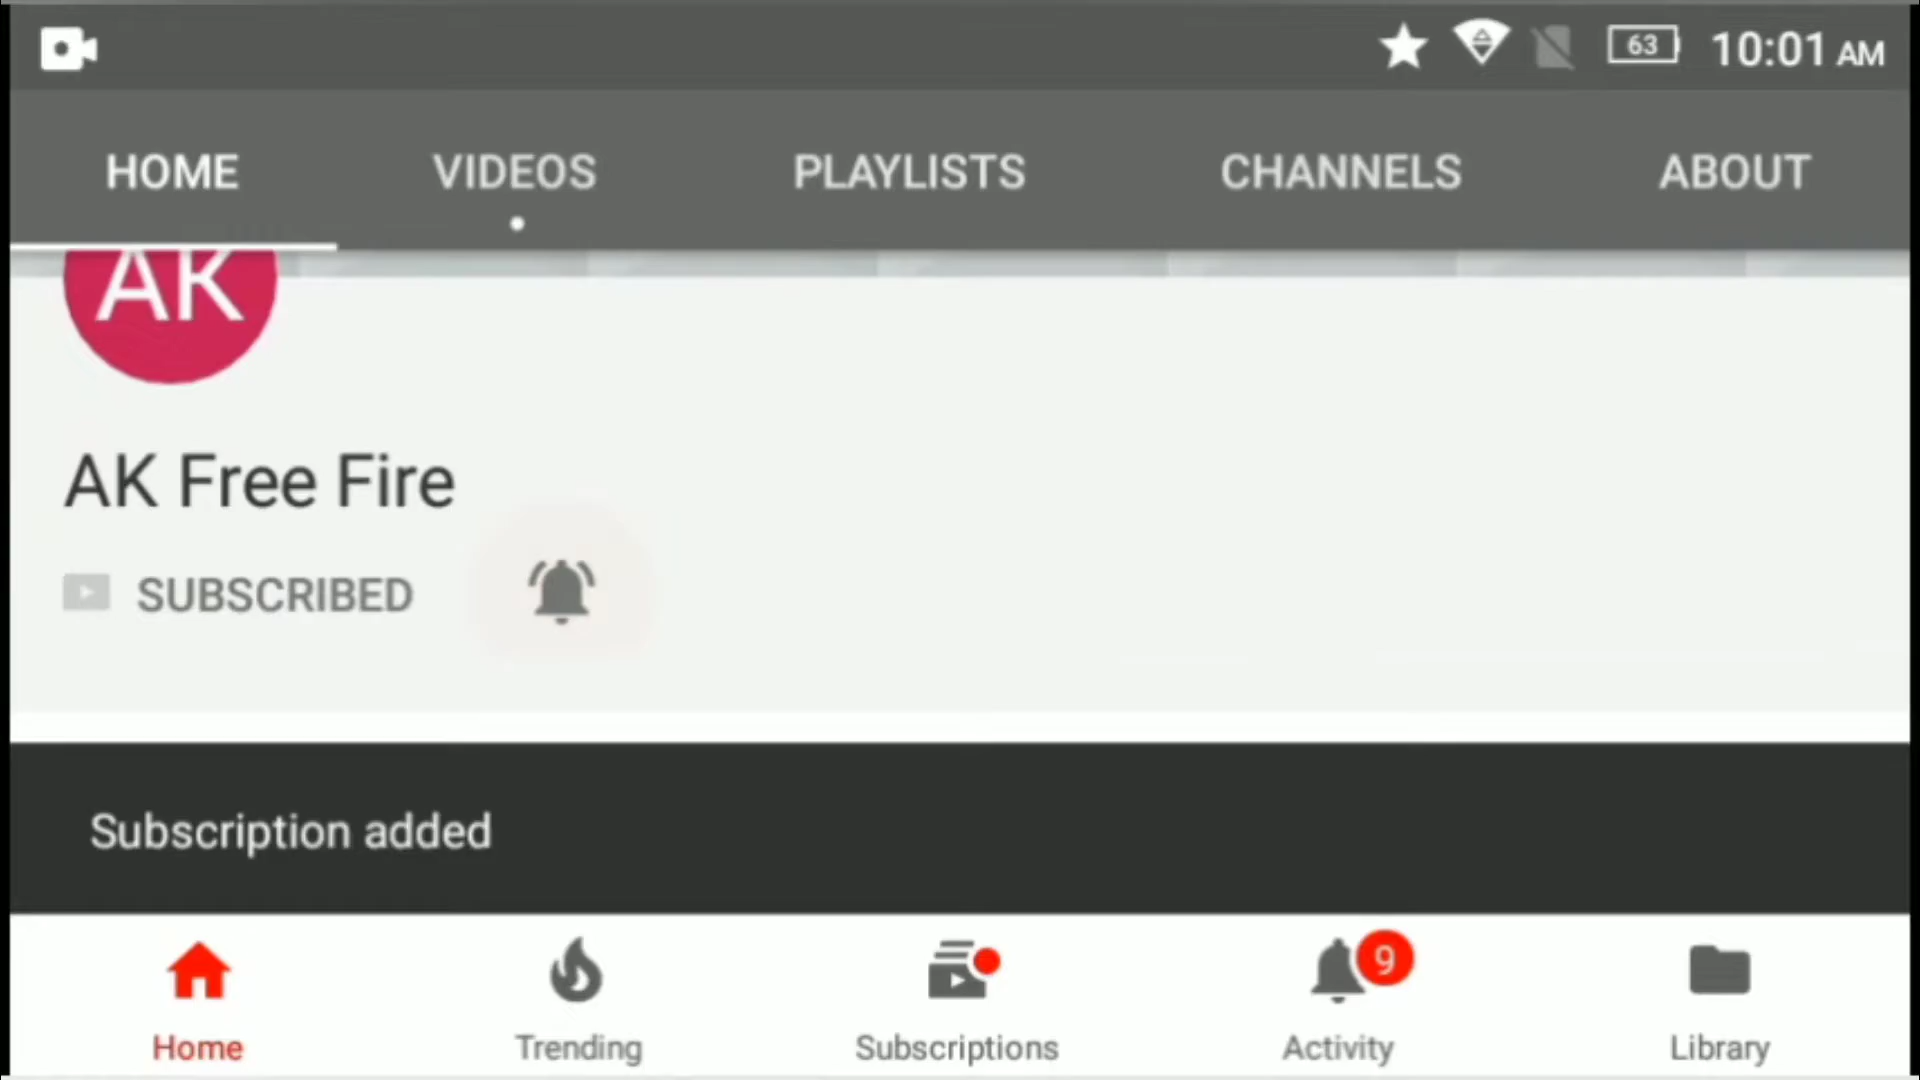 63 10:01 AM
HOME VIDEOS PLAYLISTS CHANNELS ABOUT
AK
AK Free Fire
SUBSCRIBED
Subscription added
9
Home Trending Subscriptions Activity Library